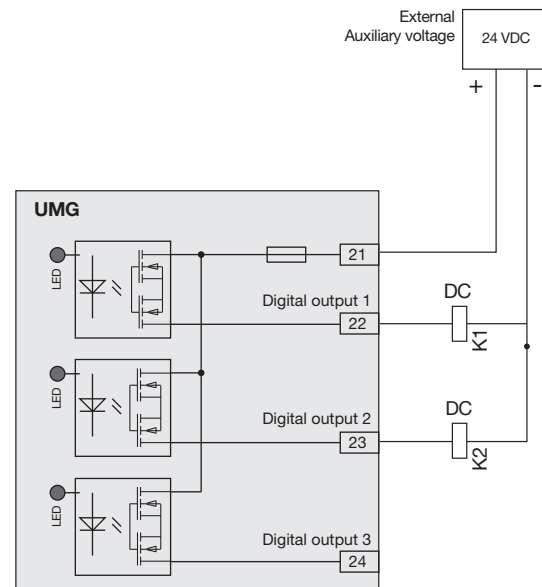 External
Auxiliary voltage
24 VDC
+ -
UMG
LED
21
Digital output 1
DC
22
K1
LED
Digital output 2
DC
23
K2
LED
Digital output 3
24